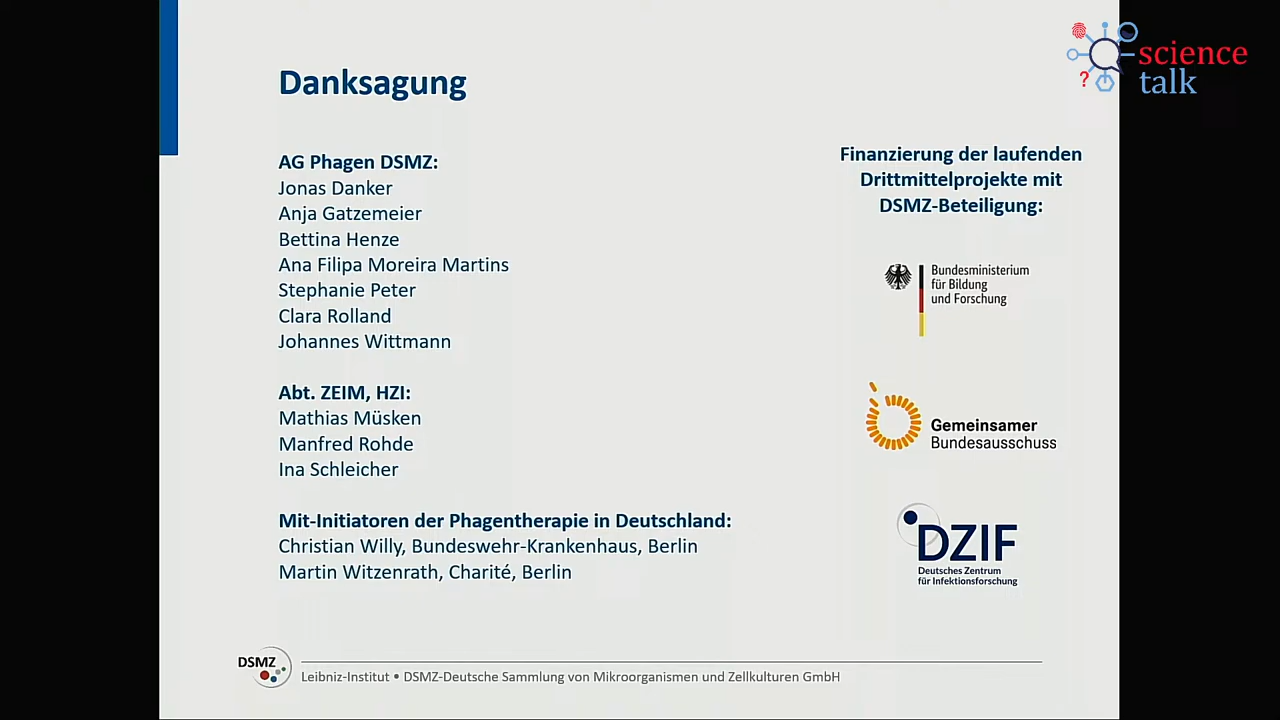 science
talk
?
Danksagung
AG Phagen DSMZ:
Jonas Danker
Anja Gatzemeier
Bettina Henze
Ana Filipa Moreira Martins
Stephanie Peter
Clara Rolland
Johannes Wittmann
Abt. ZEIM, HZI:
Mathias Müsken
Manfred Rohde
Ina Schleicher
Mit-Initiatoren der Phagentherapie in Deutschland:
Christian Willy, Bundeswehr-Krankenhaus, Berlin
Martin Witzenrath, Charité, Berlin
Finanzierung der laufenden
Drittmittelprojekte mit
DSMZ-Beteiligung:
Bundesministerium
für Bildung
und Forschung
Gemeinsamer
Bundesausschuss
DZIF
Deutsches Zentrum
für Infektionsforschung
DSMZ
Leibniz-Institut • DSMZ-Deutsche Sammlung von Mikroorganismen und Zellkulturen GmbH